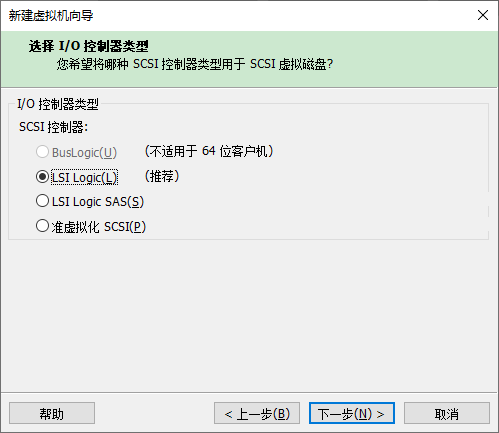 新建虚拟机向导
选择 I/O 控制器类型
您希望将哪种 SCSI 控制器类型用于 SCSI 虚拟磁盘?
I/O 控制器类型
SCSI 控制器:
BusLogic(U) (不适用于 64 位客户机)
LSI Logic(L) (推荐)
LSI Logic SAS(S)
准虚拟化 SCSI(P)
帮助 < 上一步(B) 下一步(N) > 取消